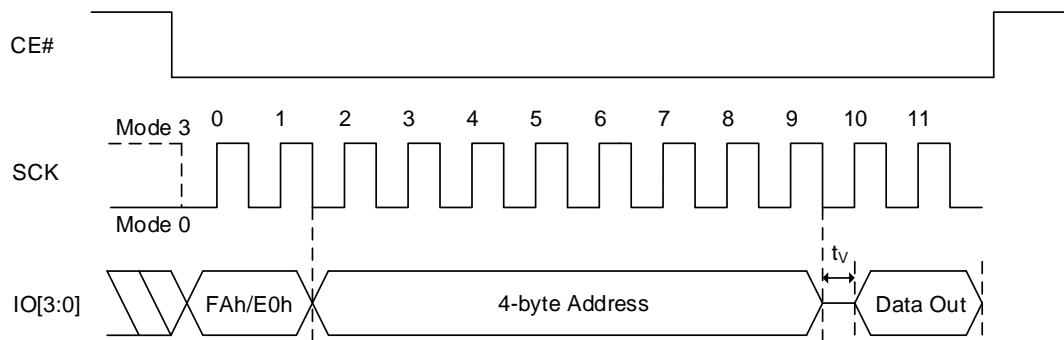 CE#
Mode 3 0 1 2 3 4 5 6 7 8 9 10 11
SCK
Mode 0
tV
IO[3:0] FAh/E0h 4-byte Address Data Out